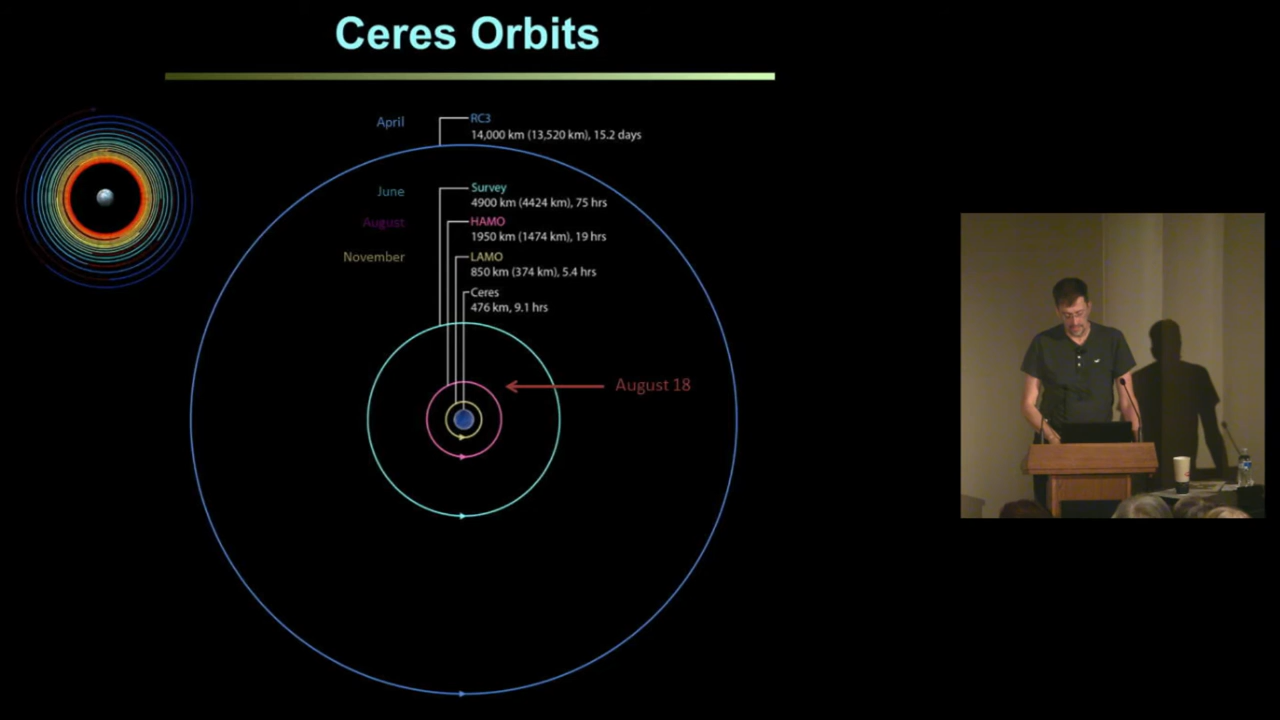 Ceres Orbits
April
RC3
14,000 km (13,520 km), 15.2 days
June
Survey
4900 km (4424 km), 75 hrs
August
HAMO
1950 km (1474 km), 19 hrs
November
LAMO
850 km (374 km), 5.4 hrs
Ceres
476 km, 9.1 hrs
August 18